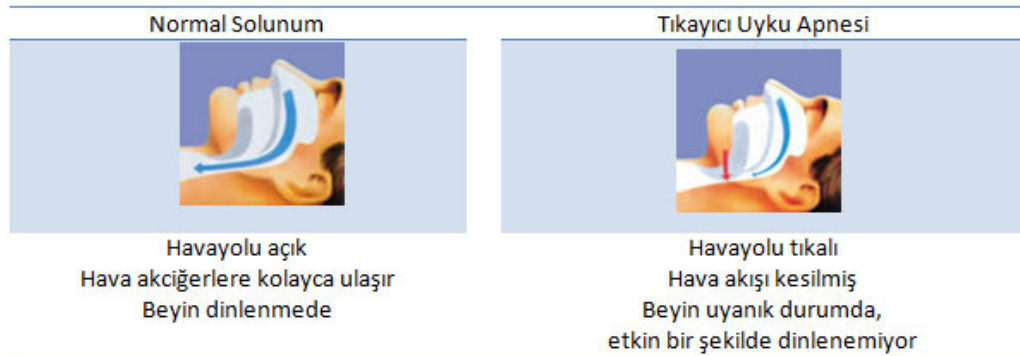 Normal Solunum
Tıkayıcı Uyku Apnesi
Havayolu açık
Hava akciğerlere kolayca ulaşır
Beyin dinlenmede
Havayolu tıkalı
Hava akışı kesilmiş
Beyin uyanık durumda,
etkin bir şekilde dinlenemiyor